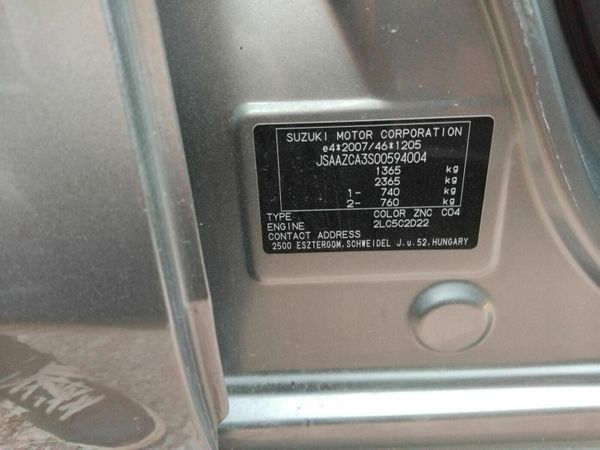 SUZUKI MOTOR CORPORATION
e4*2007/46*1205
JSAAZCA3S00594004
1365 kg
2365 kg
1- 740 kg
2- 760 kg
TYPE COLOR ZNC C04
ENGINE 2LC5C2D22
CONTACT ADDRESS
2500 ESZTERGOM,SCHWEIDEL J.u.52.HUNGARY